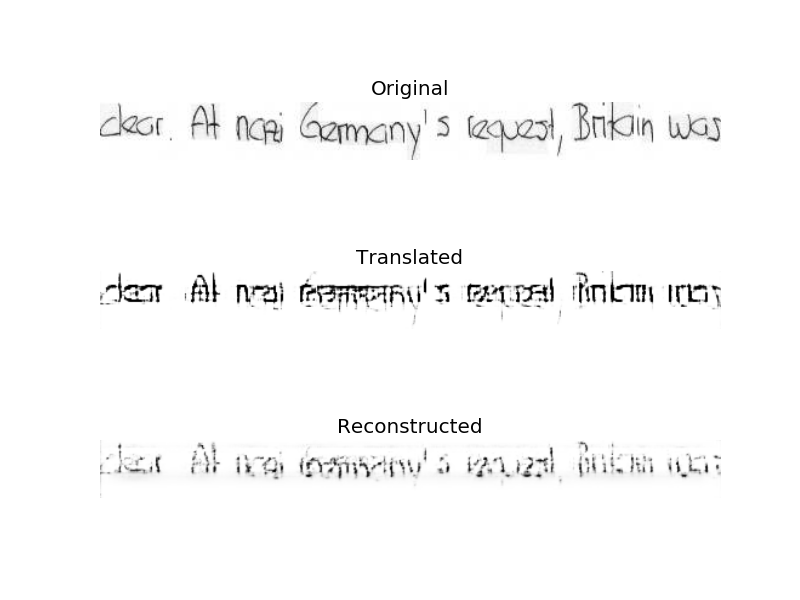 Original
clear. At nazi Germany's request, Britain was
Translated
clear At nazi Germany's request, Britain was
Reconstructed
clear At nazi Germany's request, Britain was